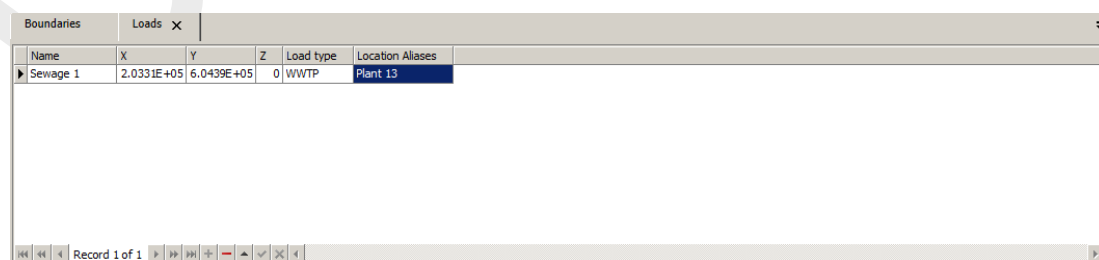 Boundaries Loads
Name X Y Z Load type Location Aliases
Sewage 1 2.0331E+05 6.0439E+05 0 WWTP Plant 13
Record 1 of 1